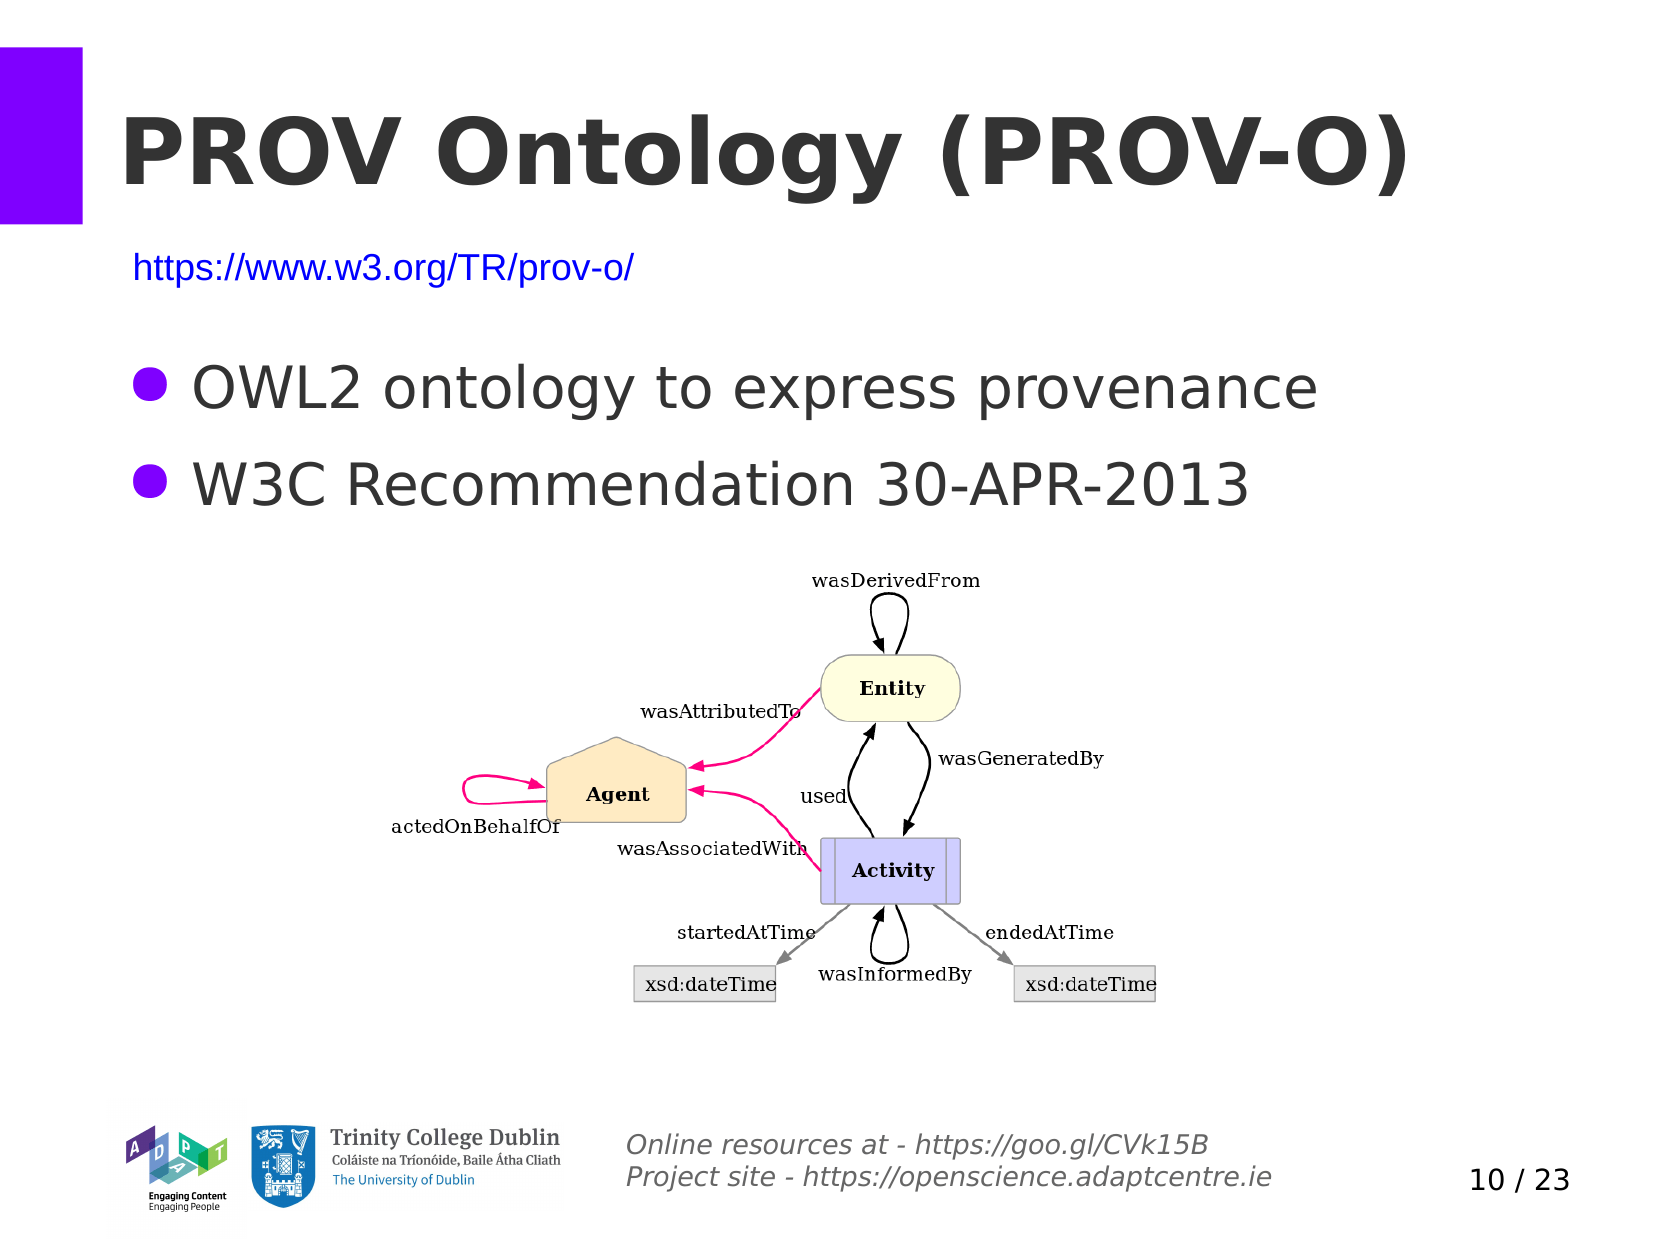 PROV Ontology (PROV-O)
https://www.w3.org/TR/prov-o/
OWL2 ontology to express provenance
W3C Recommendation 30-APR-2013
wasDerivedFrom
Entity
wasAttributedTo
wasGeneratedBy
Agent
used
actedOnBehalfOf
wasAssociatedWith
Activity
startedAtTime
endedAtTime
wasInformedBy
xsd:dateTime
xsd:dateTime
ADAPT
Engaging Content
Engaging People
Trinity College Dublin
Coláiste na Tríonóide, Baile Átha Cliath
The University of Dublin
Online resources at - https://goo.gl/CVk15B
Project site - https://openscience.adaptcentre.ie
10 / 23